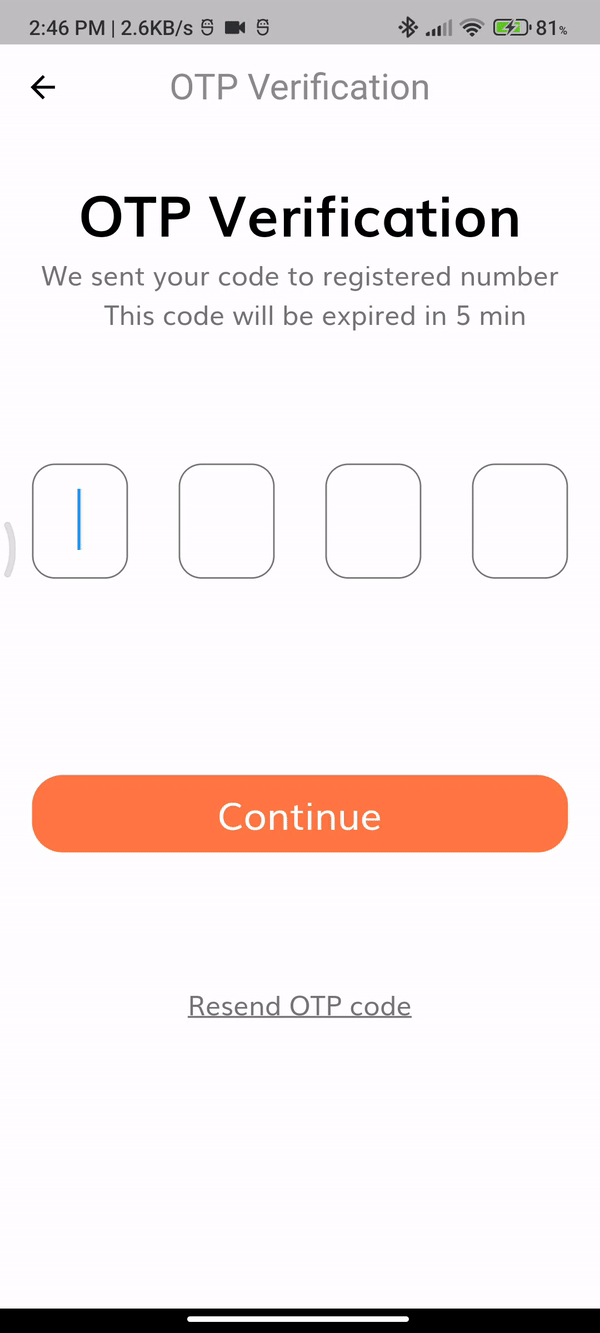 2:46 PM | 2.6KB/s 81%
OTP Verification
OTP Verification
We sent your code to registered number
This code will be expired in 5 min
Continue
Resend OTP code